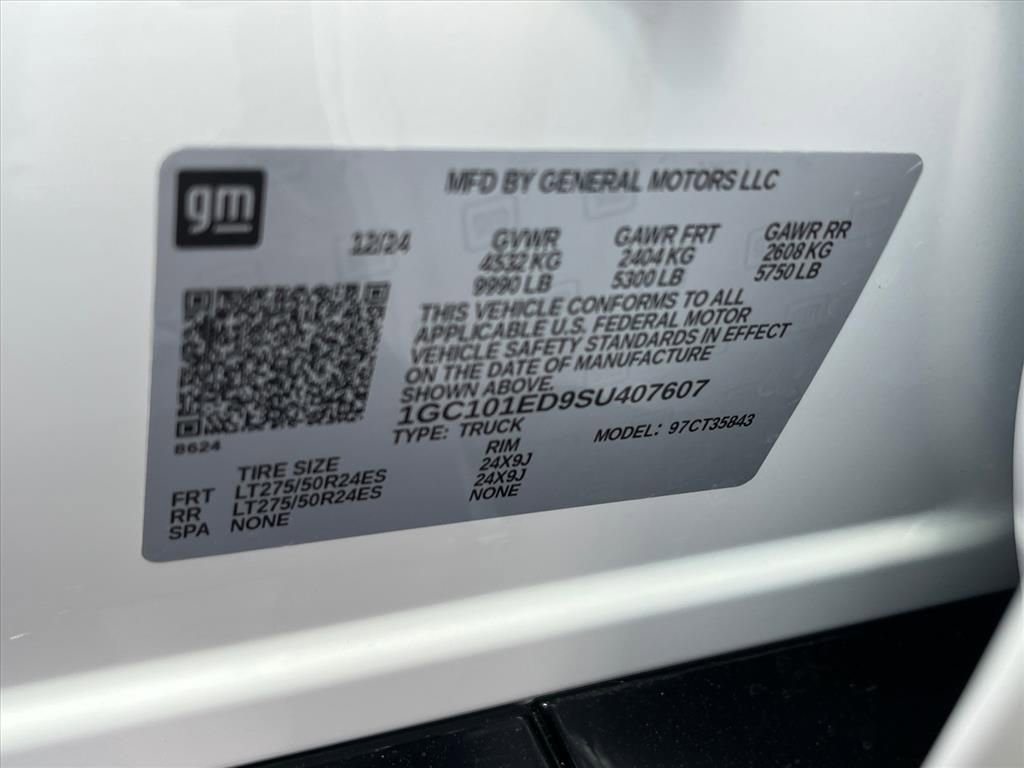 gm
MFD BY GENERAL MOTORS LLC
12/24 GVWR GAWR FRT GAWR RR
4532 KG 2404 KG 2608 KG
9990 LB 5300 LB 5750 LB
THIS VEHICLE CONFORMS TO ALL
APPLICABLE U.S. FEDERAL MOTOR
VEHICLE SAFETY STANDARDS IN EFFECT
ON THE DATE OF MANUFACTURE
SHOWN ABOVE.
1GC101ED9SU407607
8624
TYPE: TRUCK MODEL: 97CT35843
TIRE SIZE RIM
FRT LT275/50R24ES 24X9J
RR LT275/50R24ES 24X9J
SPA NONE NONE